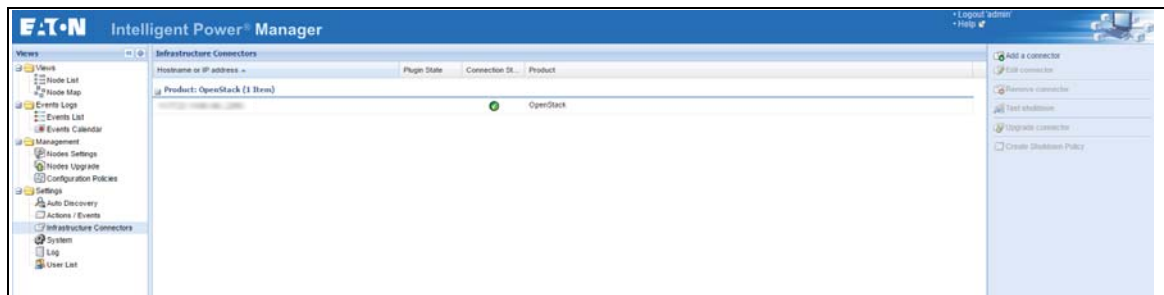 EATON Intelligent Power® Manager
• Logout 'admin'
• Help
Views
Views
Node List
Node Map
Events Logs
Events List
Events Calendar
Management
Nodes Settings
Nodes Upgrade
Configuration Policies
Settings
Auto Discovery
Actions / Events
Infrastructure Connectors
System
Log
User List
Infrastructure Connectors
Hostname or IP address Plugin State Connection St... Product
Product: OpenStack (1 Item)
OpenStack
Add a connector
Edit connector
Remove connector
Test shutdown
Upgrade connector
Create Shutdown Policy